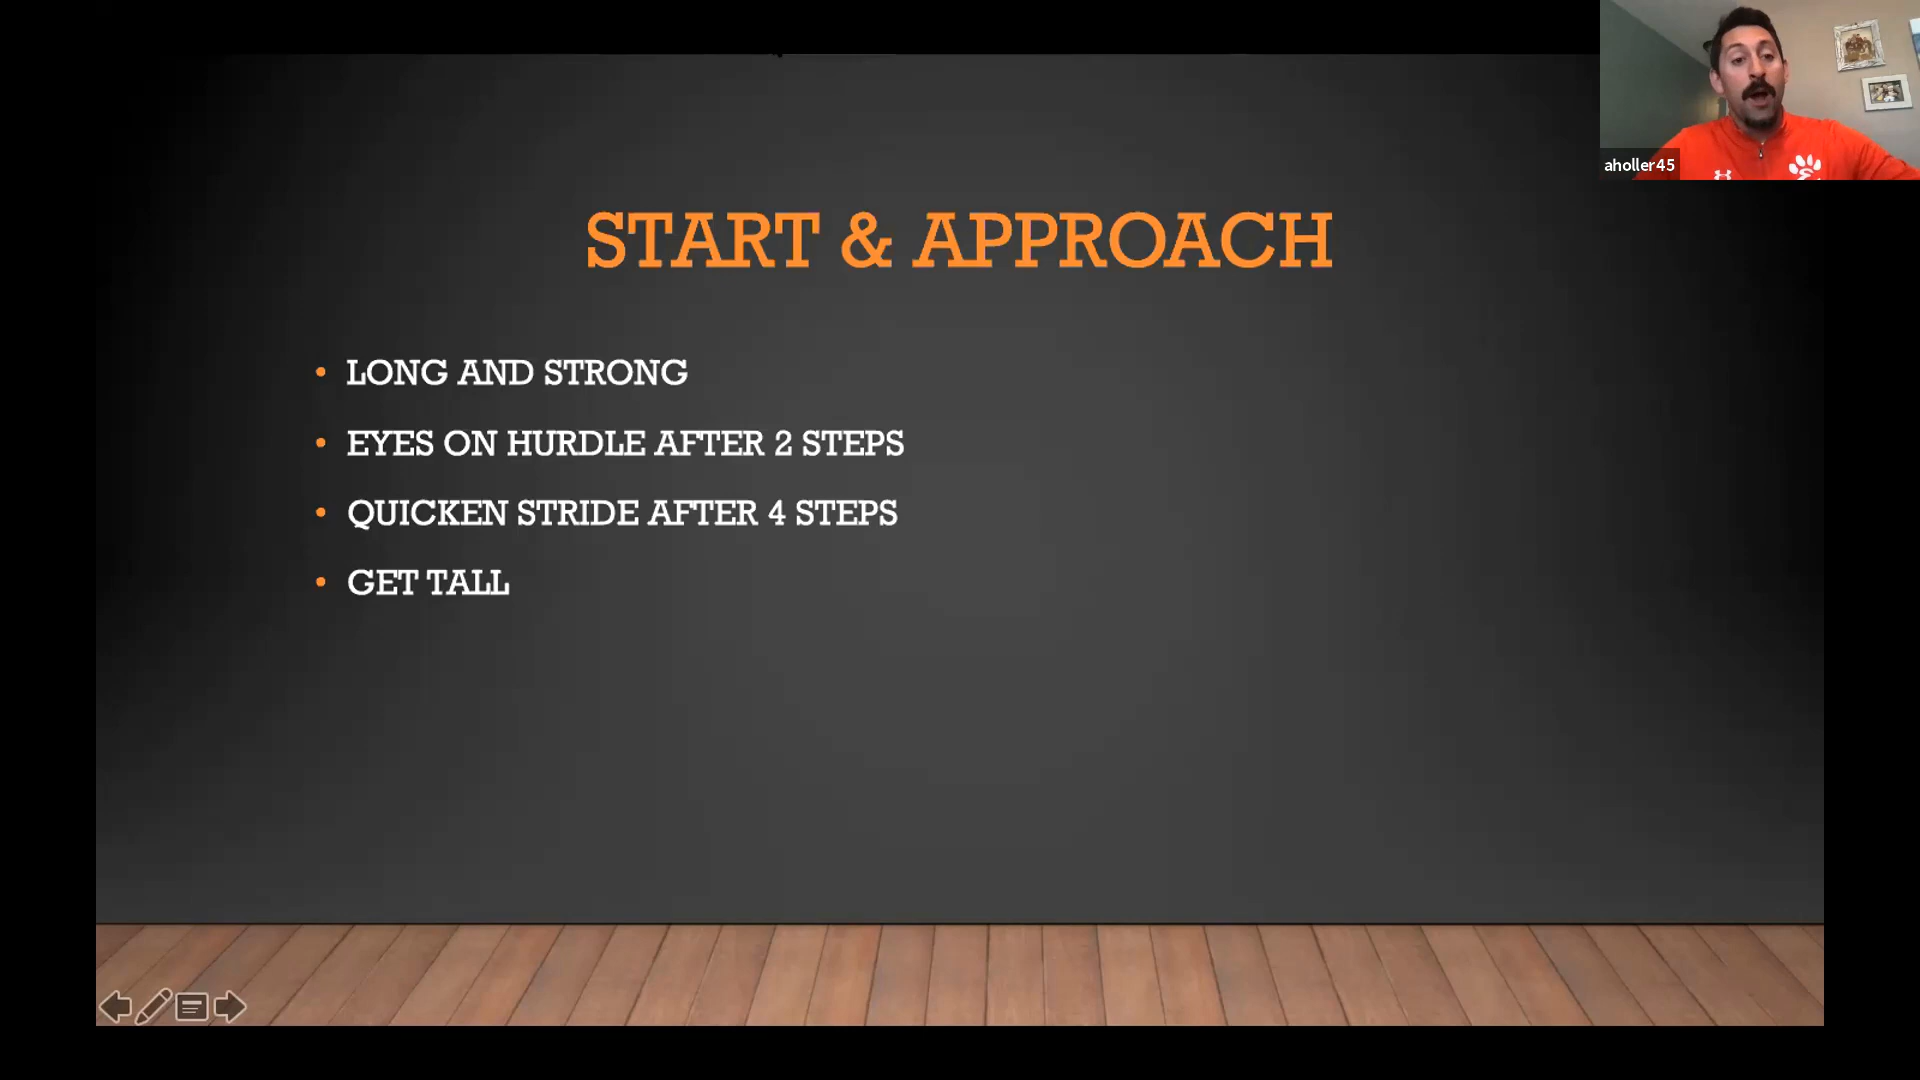 aholler45
START & APPROACH
• LONG AND STRONG
• EYES ON HURDLE AFTER 2 STEPS
• QUICKEN STRIDE AFTER 4 STEPS
• GET TALL